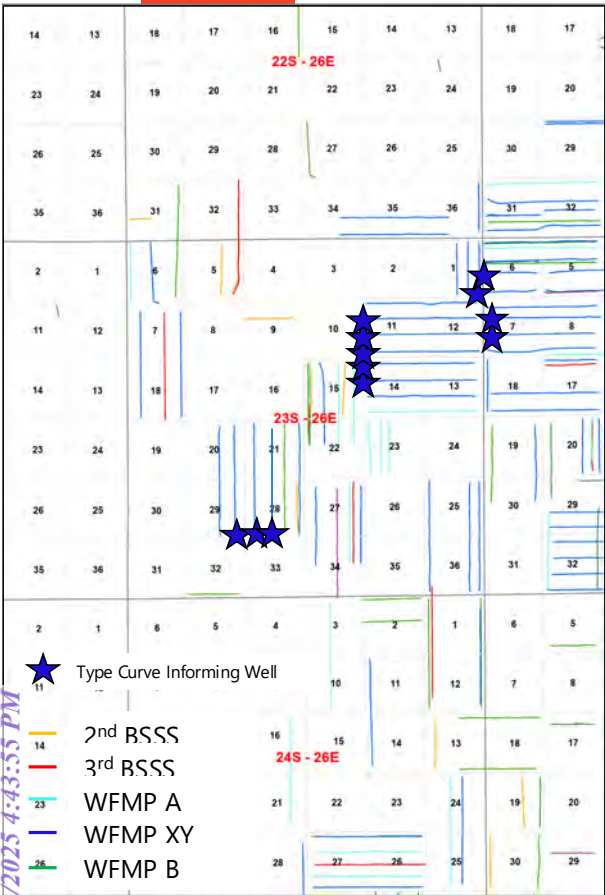 14 13 18 17 16 15 14 13 18 17
22S - 26E
23 24 19 20 21 22 23 24 19 20
26 25 30 29 28 27 26 25 30 29
35 36 31 32 33 34 35 36 31 32
2 1 6 5 4 3 2 1 6 5
11 12 7 8 9 10 11 12 7 8
14 13 18 17 16 15 14 13 18 17
23S - 26E
23 24 19 20 21 22 23 24 19 20
26 25 30 29 28 27 26 25 30 29
35 36 31 32 33 34 35 36 31 32
2 1 6 5 4 3 2 1 6 5
Type Curve Informing Well
11 10 11 12 7 8
14 16 15 14 13 18 17
24S - 26E
23 21 22 23 24 19 20
26 28 27 26 25 30 29
2nd BSSS
3rd BSSS
WFMP A
WFMP XY
WFMP B
/2025 4:43:55 PM